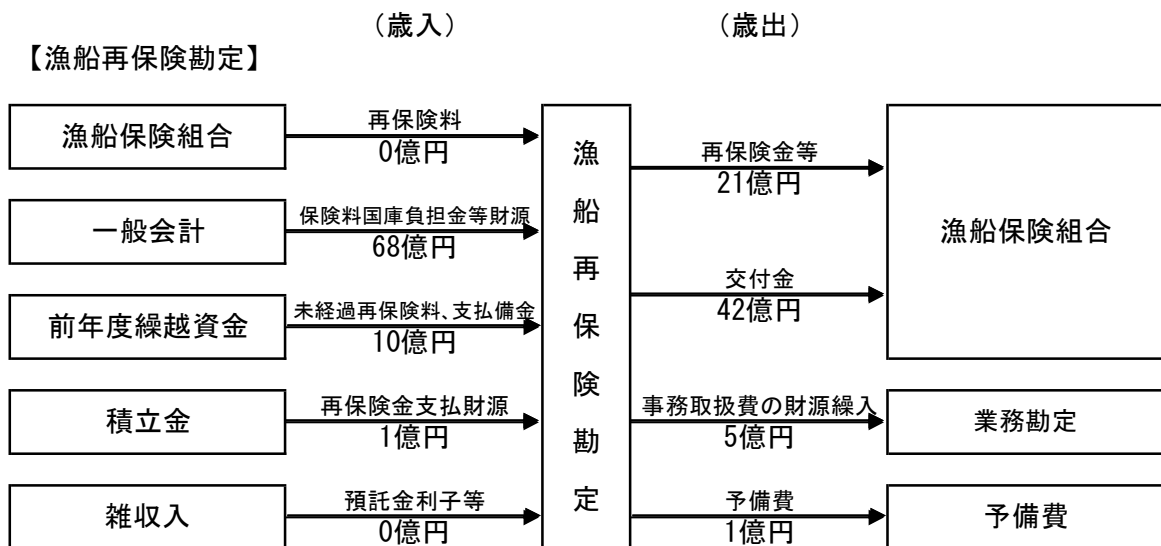 （歳入）
（歳出）
【漁船再保険勘定】
漁船保険組合
再保険料
0億円
一般会計
保険料国庫負担金等財源
68億円
前年度繰越資金
未経過再保険料、支払備金
10億円
積立金
再保険金支払財源
1億円
雑収入
預託金利子等
0億円
漁船再保険勘定
再保険金等
21億円
交付金
42億円
漁船保険組合
事務取扱費の財源繰入
5億円
業務勘定
予備費
1億円
予備費